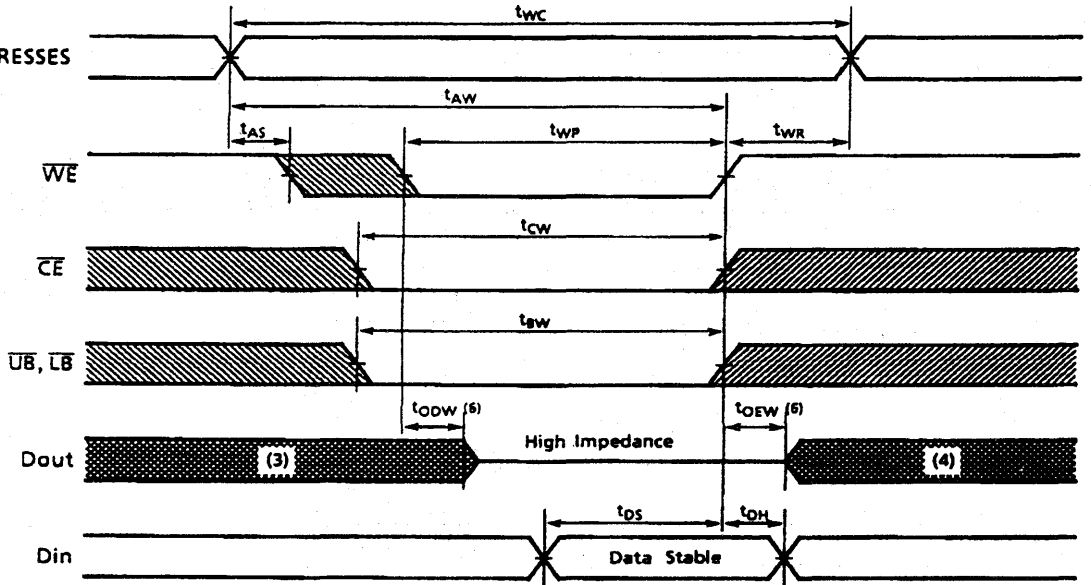 tWC
RESSES
tAW
tAS
tWP
tWR
WE
tCW
CE
tBW
UB, LB
tODW (6)
tOEW (6)
High Impedance
Dout
(3)
(4)
tDS
tDH
Din
Data Stable